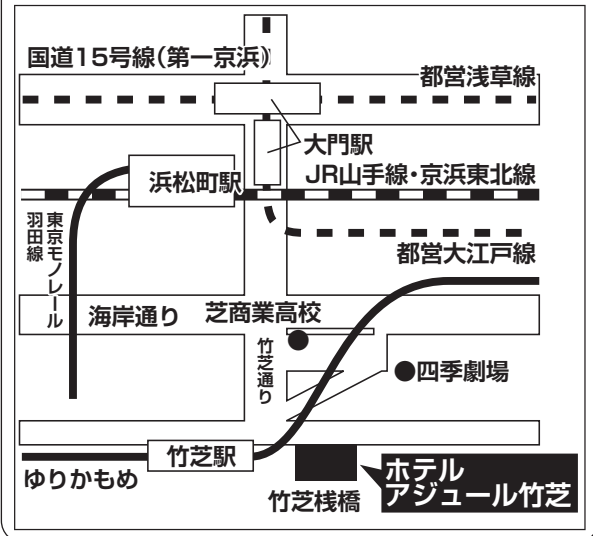 国道15号線（第一京浜）
都営浅草線
大門駅
浜松町駅
JR山手線・京浜東北線
東京モノレール
羽田線
都営大江戸線
海岸通り
芝商業高校
竹芝通り
四季劇場
竹芝駅
ゆりかもめ
竹芝桟橋
ホテル
アジュール竹芝